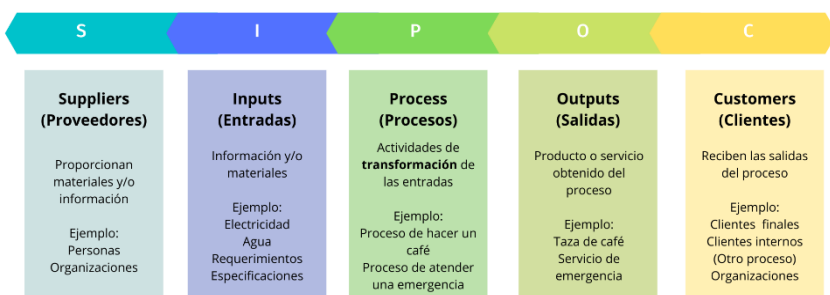 S
I
P
O
C
Suppliers
(Proveedores)
Proporcionan
materiales y/o
información
Ejemplo:
Personas
Organizaciones
Inputs
(Entradas)
Información y/o
materiales
Ejemplo:
Electricidad
Agua
Requerimientos
Especificaciones
Process
(Procesos)
Actividades de
transformación de
las entradas
Ejemplo:
Proceso de hacer un
café
Proceso de atender
una emergencia
Outputs
(Salidas)
Producto o servicio
obtenido del
proceso
Ejemplo:
Taza de café
Servicio de
emergencia
Customers
(Clientes)
Reciben las salidas
del proceso
Ejemplo:
Clientes finales
Clientes internos
(Otro proceso)
Organizaciones